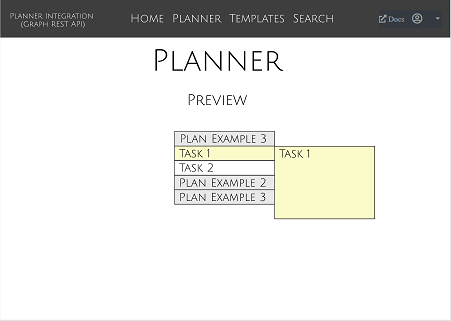 Planner Integration
(Graph REST API)
Home Planner Templates Search
Docs
Planner
Preview
Plan Example 3
Task 1
Task 1
Task 2
Plan Example 2
Plan Example 3